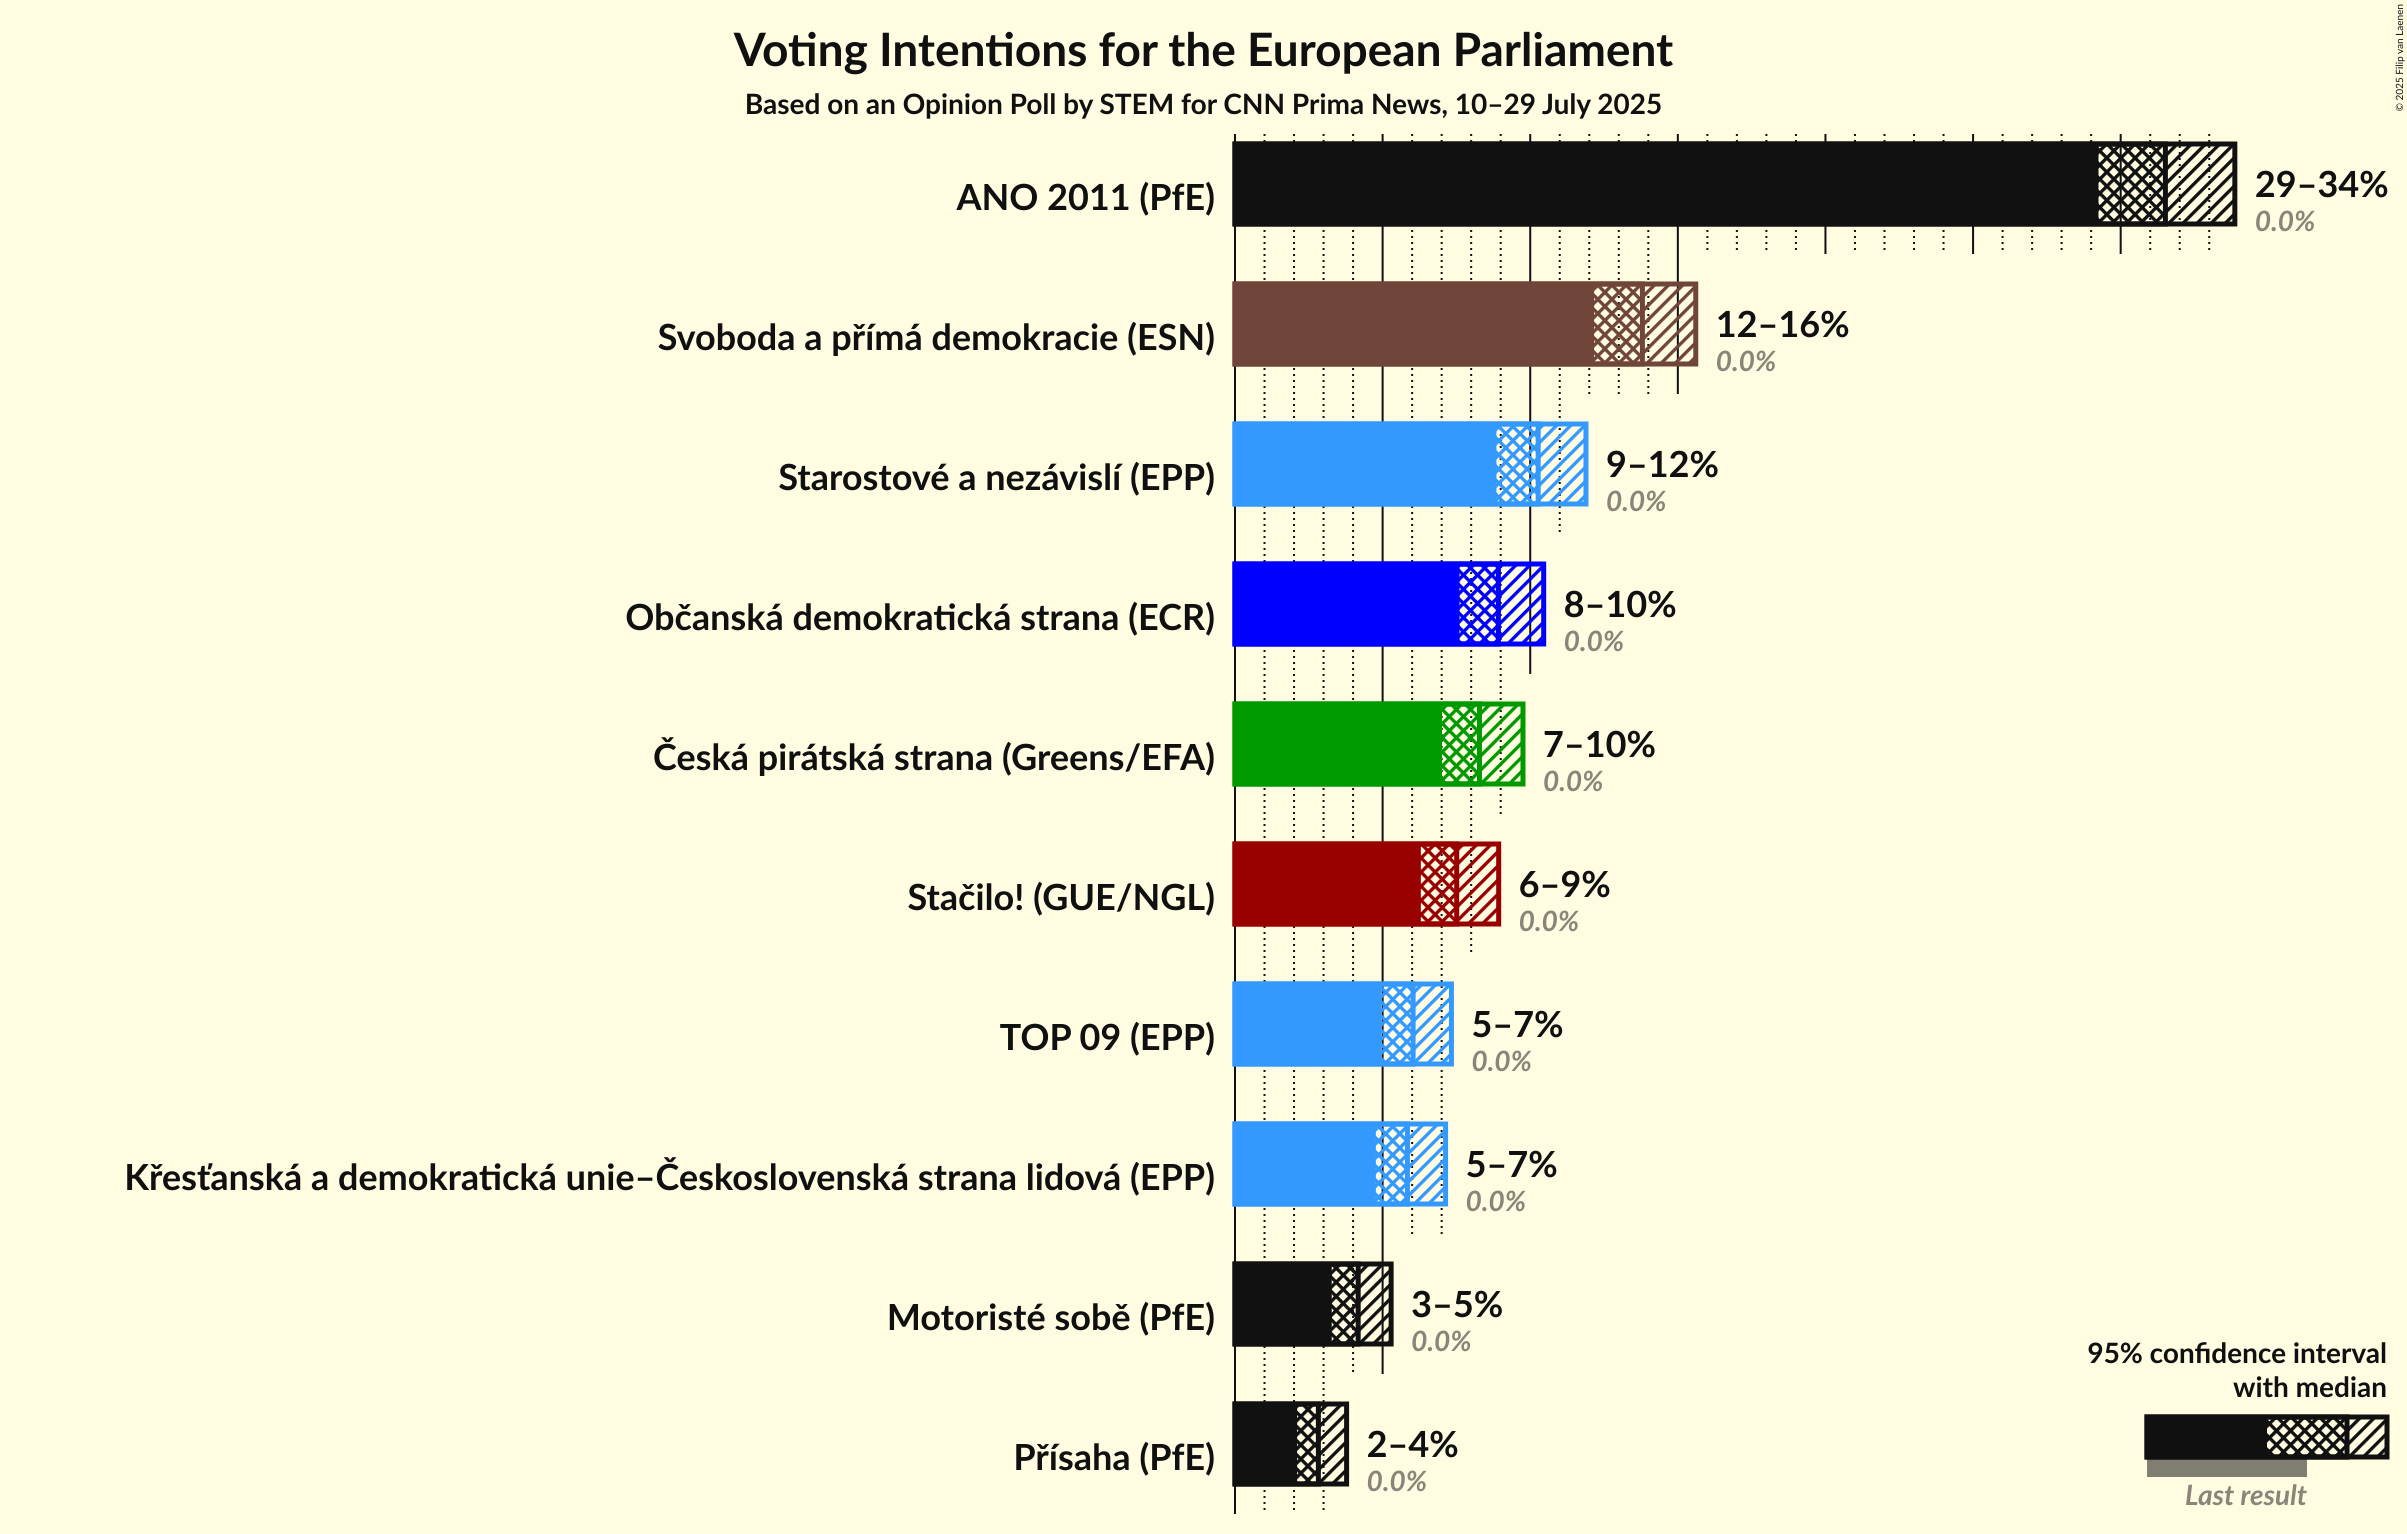 Voting Intentions for the European Parliament
Based on an Opinion Poll by STEM for CNN Prima News, 10–29 July 2025
© 2025 Filip van Laenen
ANO 2011 (PfE)
29–34%
0.0%
Svoboda a přímá demokracie (ESN)
12–16%
0.0%
Starostové a nezávislí (EPP)
9–12%
0.0%
Občanská demokratická strana (ECR)
8–10%
0.0%
Česká pirátská strana (Greens/EFA)
7–10%
0.0%
Stačilo! (GUE/NGL)
6–9%
0.0%
TOP 09 (EPP)
5–7%
0.0%
Křesťanská a demokratická unie–Československá strana lidová (EPP)
5–7%
0.0%
Motoristé sobě (PfE)
3–5%
0.0%
Přísaha (PfE)
2–4%
0.0%
95% confidence interval
with median
Last result